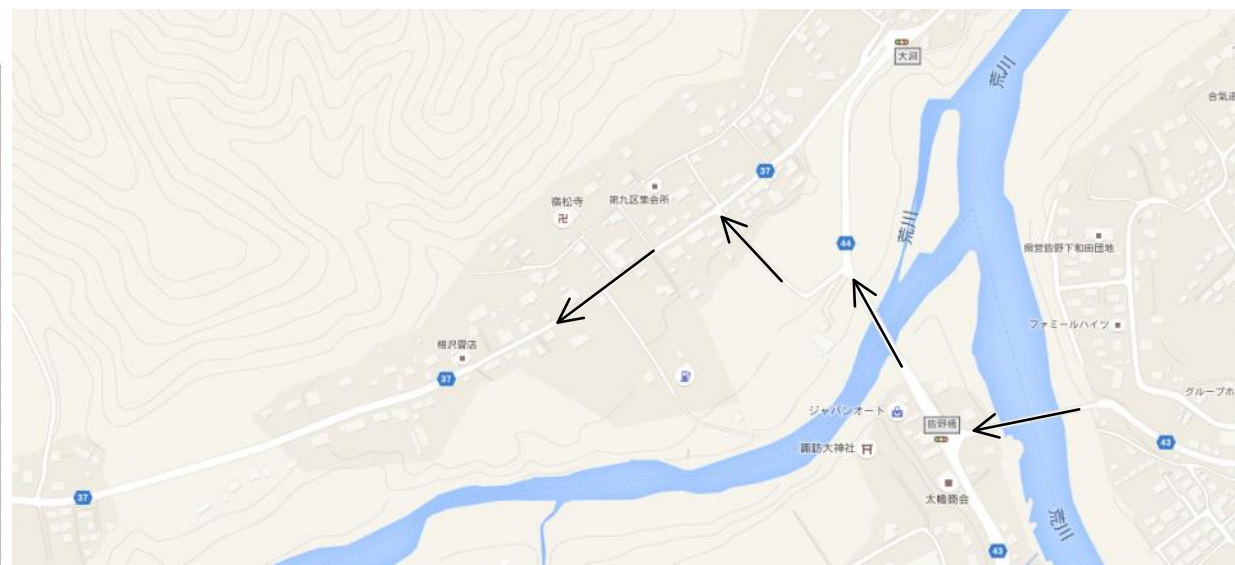 荒川
大渕
合氣道
37
第九区集会所
嶺松寺
荒川
44
県営皆野下和田団地
ファミールハイツ
相沢畳店
37
グループホ
ジャパンオート
皆野橋
43
諏訪大神社
37
太幡商会
荒川
43